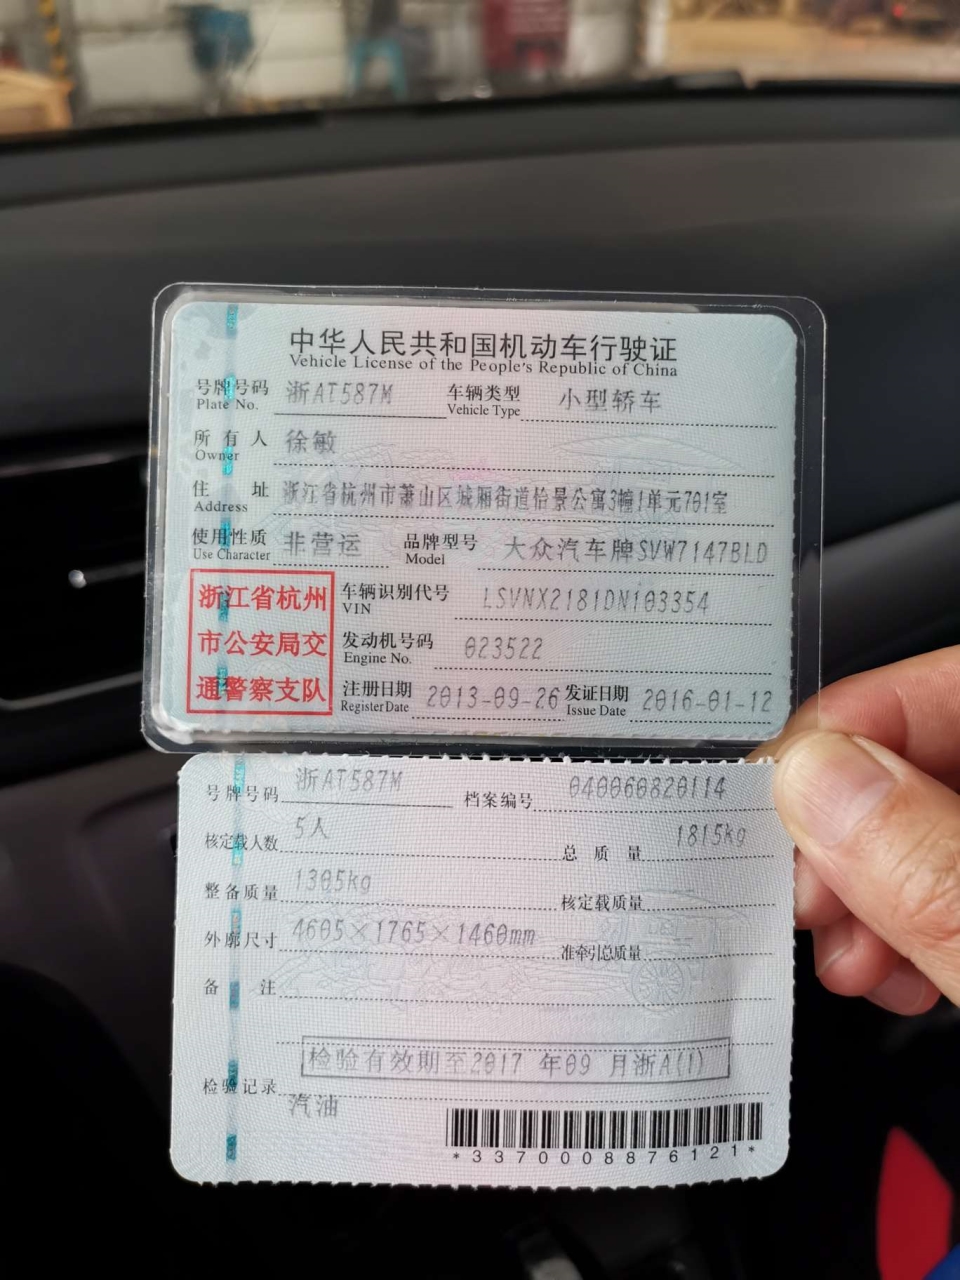 中华人民共和国机动车行驶证
Vehicle License of the People's Republic of China
号牌号码 浙AT587M 车辆类型 小型轿车
Plate No. Vehicle Type
所有人 徐敏
Owner
住址 浙江省杭州市萧山区城厢街道怡景公寓3幢1单元701室
Address
使用性质 非营运 品牌型号 大众汽车牌SVW7147BLD
Use Character Model
浙江省杭州 车辆识别代号 LSVNX2181DN103354
VIN
市公安局交 发动机号码 023522
Engine No.
通警察支队 注册日期 2013-09-26 发证日期 2016-01-12
Register Date Issue Date
号牌号码 浙AT587M 档案编号 040060820114
核定载人数 5人 总质量 1815kg
整备质量 1305kg 核定载质量
外廓尺寸 4605×1765×1460mm 准牵引总质量
备注
检验有效期至2017 年09 月浙A(1)
检验记录
汽油
*3370008876121*